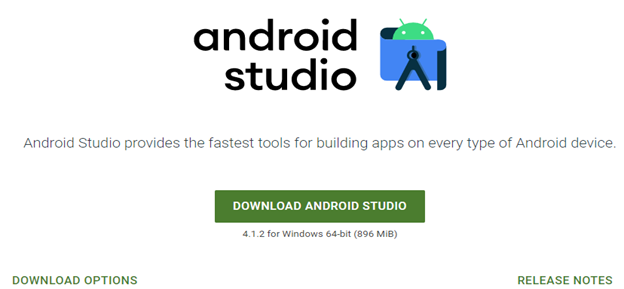 android
studio
Android Studio provides the fastest tools for building apps on every type of Android device.
DOWNLOAD ANDROID STUDIO
4.1.2 for Windows 64-bit (896 MiB)
DOWNLOAD OPTIONS
RELEASE NOTES